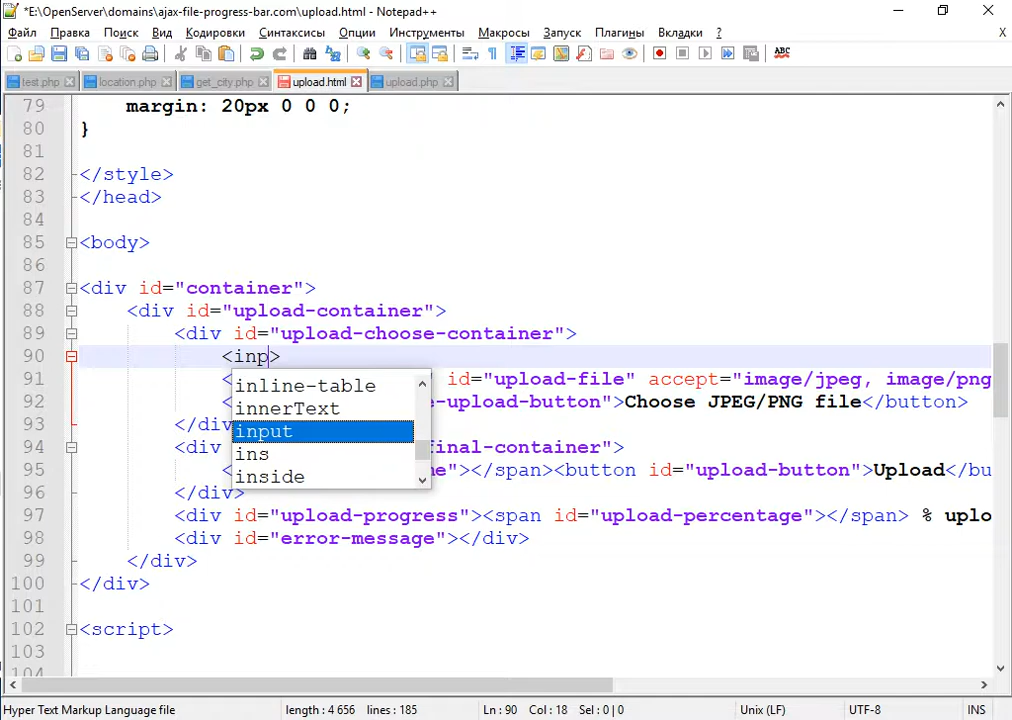 *E:\OpenServer\domains\ajax-file-progress-bar.com\upload.html - Notepad++
Файл Правка Поиск Вид Кодировки Синтаксисы Опции Инструменты Макросы Запуск Плагины Вкладки ? X
ABC
test.php location.php get_city.php upload.html upload.php
79 margin: 20px 0 0 0;
80 }
81
82 </style>
83 </head>
84
85 <body>
86
87 <div id="container">
88 <div id="upload-container">
89 <div id="upload-choose-container">
90 <inp>
91 < id="upload-file" accept="image/jpeg, image/png
92 < e-upload-button">Choose JPEG/PNG file</button>
93 </div
94 <div final-container">
95 < me"></span><button id="upload-button">Upload</bu
96 </div>
97 <div id="upload-progress"><span id="upload-percentage"></span> % uplo
98 <div id="error-message"></div>
99 </div>
100 </div>
101
102 <script>
103
104
inline-table
innerText
input
ins
inside
Hyper Text Markup Language file length : 4 656 lines : 185 Ln : 90 Col : 18 Sel : 0 | 0 Unix (LF) UTF-8 INS